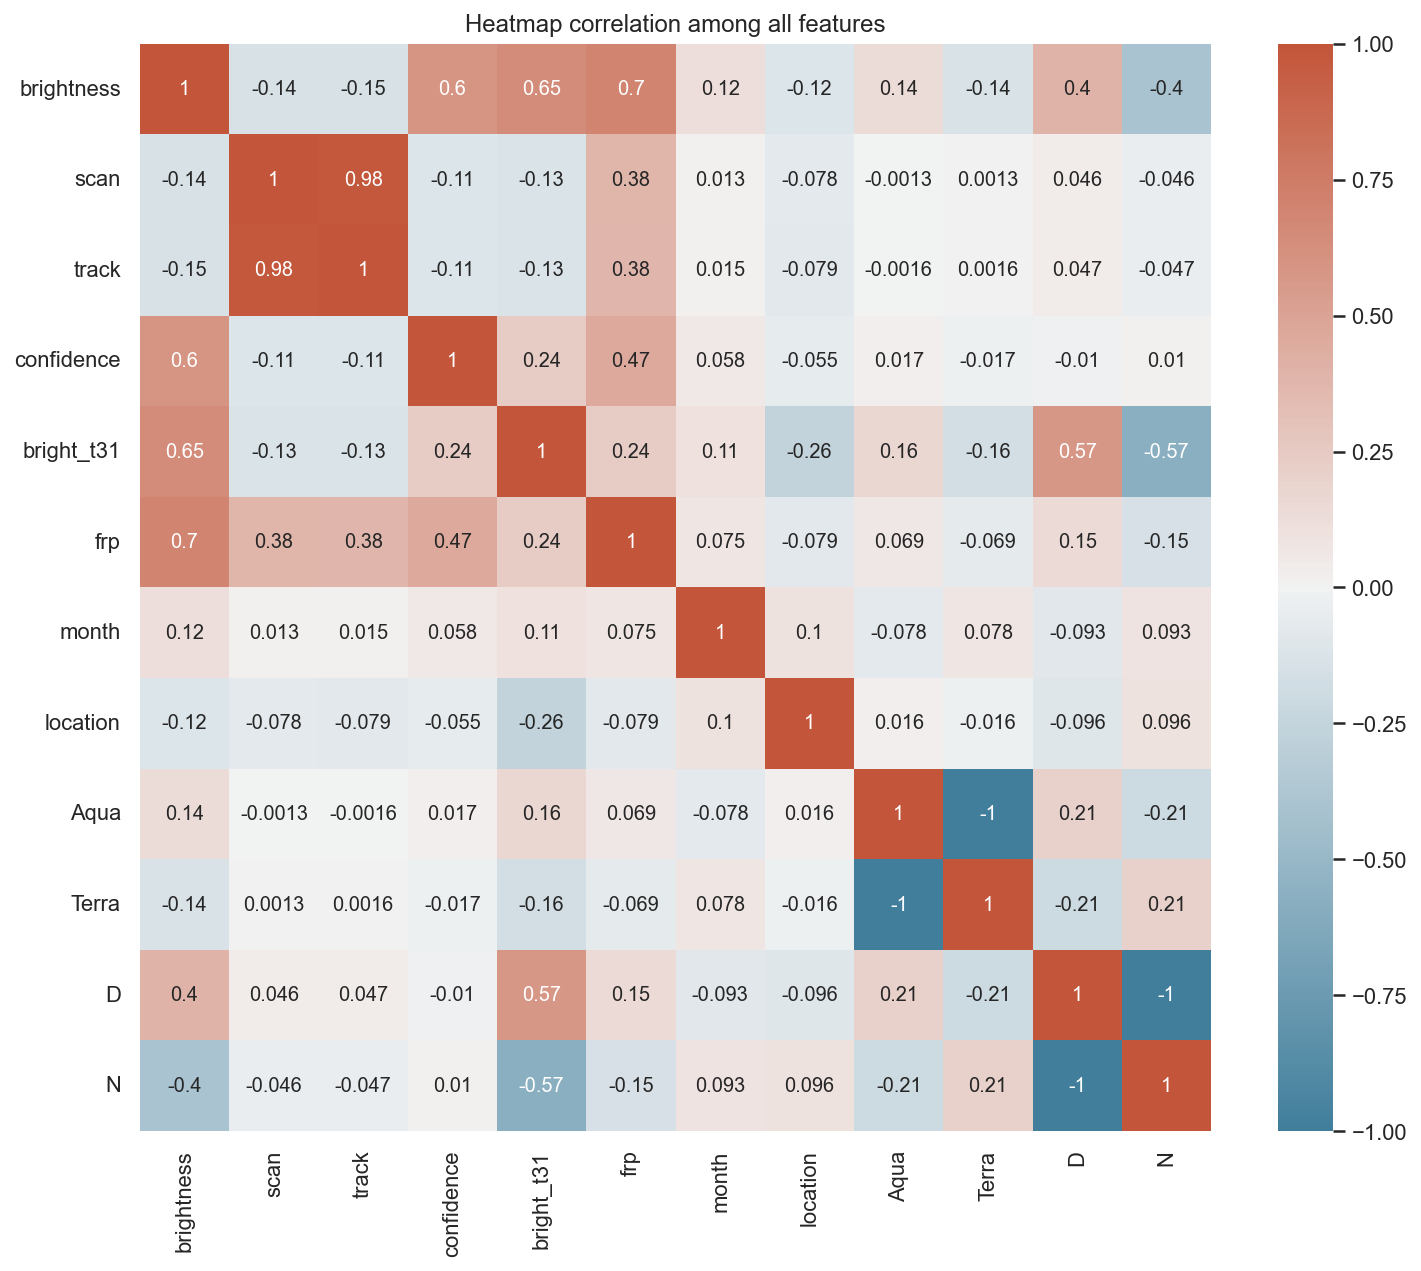 Heatmap correlation among all features
brightness 1 -0.14 -0.15 0.6 0.65 0.7 0.12 -0.12 0.14 -0.14 0.4 -0.4
scan -0.14 1 0.98 -0.11 -0.13 0.38 0.013 -0.078 -0.0013 0.0013 0.046 -0.046
track -0.15 0.98 1 -0.11 -0.13 0.38 0.015 -0.079 -0.0016 0.0016 0.047 -0.047
confidence 0.6 -0.11 -0.11 1 0.24 0.47 0.058 -0.055 0.017 -0.017 -0.01 0.01
bright_t31 0.65 -0.13 -0.13 0.24 1 0.24 0.11 -0.26 0.16 -0.16 0.57 -0.57
frp 0.7 0.38 0.38 0.47 0.24 1 0.075 -0.079 0.069 -0.069 0.15 -0.15
month 0.12 0.013 0.015 0.058 0.11 0.075 1 0.1 -0.078 0.078 -0.093 0.093
location -0.12 -0.078 -0.079 -0.055 -0.26 -0.079 0.1 1 0.016 -0.016 -0.096 0.096
Aqua 0.14 -0.0013 -0.0016 0.017 0.16 0.069 -0.078 0.016 1 -1 0.21 -0.21
Terra -0.14 0.0013 0.0016 -0.017 -0.16 -0.069 0.078 -0.016 -1 1 -0.21 0.21
D 0.4 0.046 0.047 -0.01 0.57 0.15 -0.093 -0.096 0.21 -0.21 1 -1
N -0.4 -0.046 -0.047 0.01 -0.57 -0.15 0.093 0.096 -0.21 0.21 -1 1
brightness scan track confidence bright_t31 frp month location Aqua Terra D N
1.00
0.75
0.50
0.25
0.00
−0.25
−0.50
−0.75
−1.00